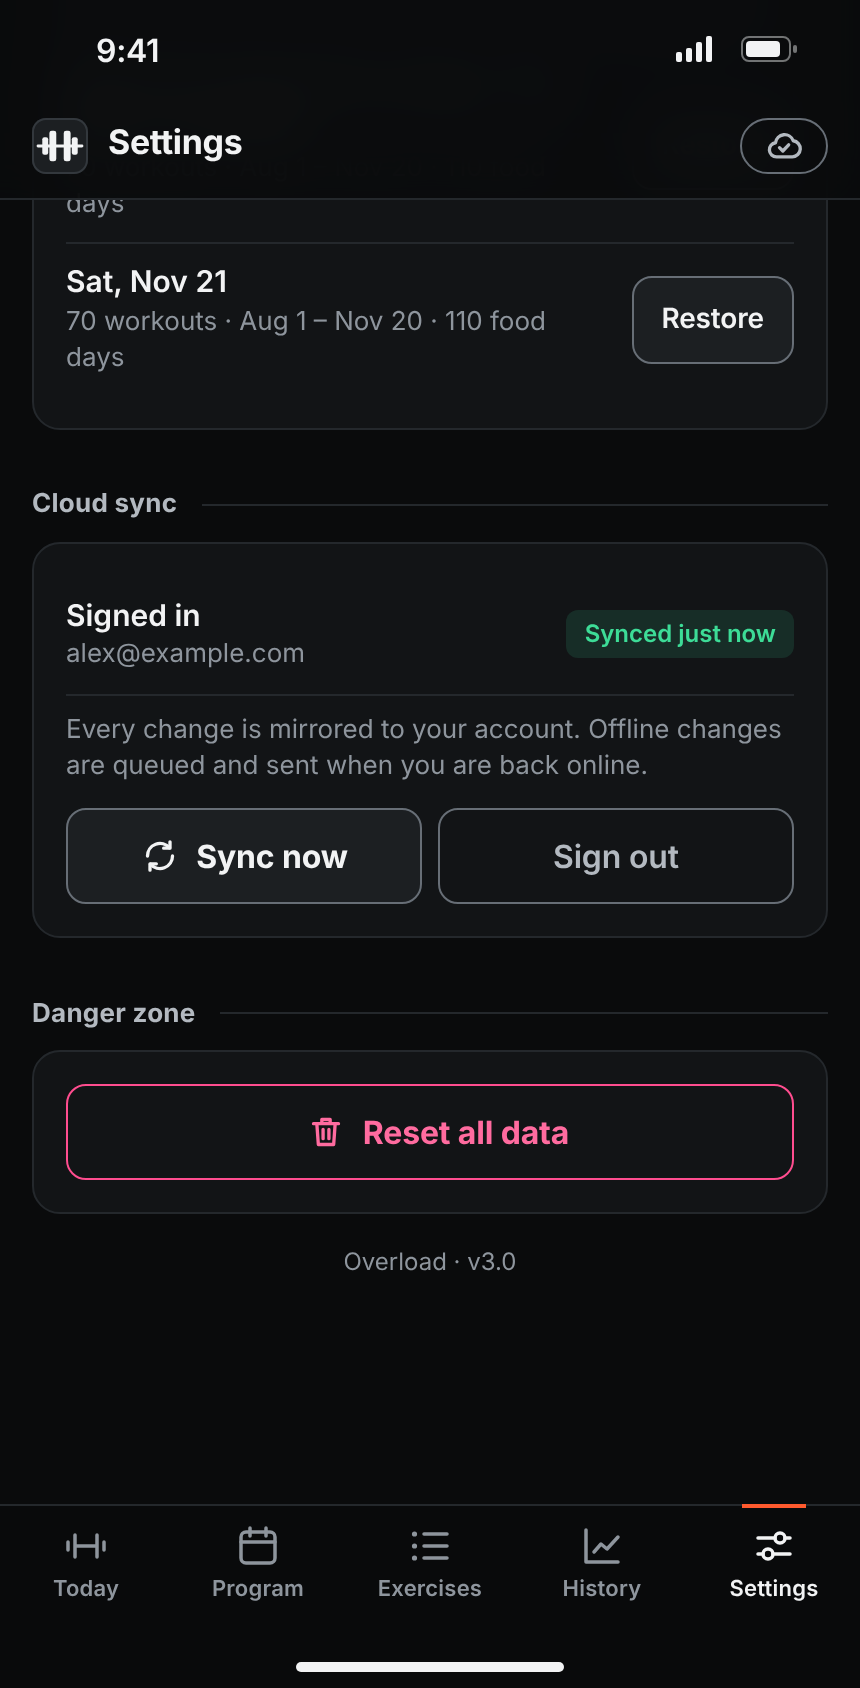 9:41
Settings
days
Sat, Nov 21
70 workouts · Aug 1 – Nov 20 · 110 food
days
Restore
Cloud sync
Signed in
alex@example.com
Synced just now
Every change is mirrored to your account. Offline changes
are queued and sent when you are back online.
Sync now
Sign out
Danger zone
Reset all data
Overload · v3.0
Today
Program
Exercises
History
Settings